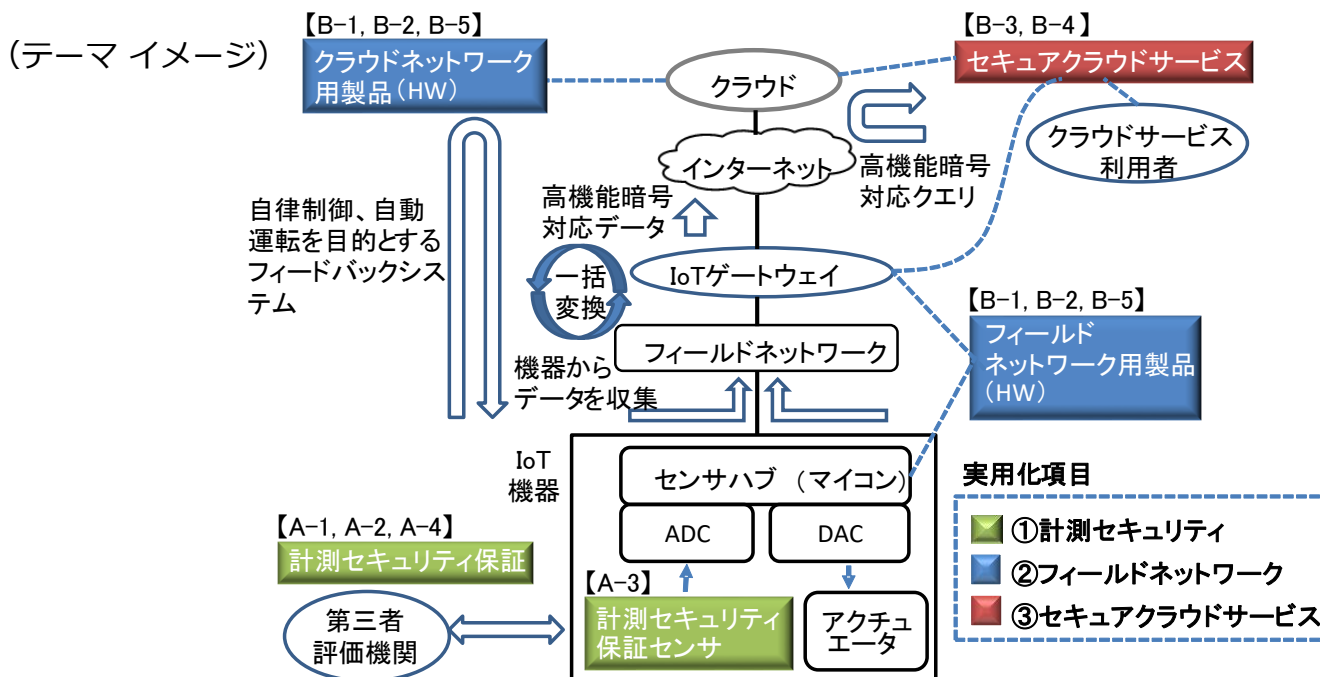 (テーマ イメージ)
【B-1, B-2, B-5】
クラウドネットワーク
用製品(HW)
クラウド
【B-3, B-4】
セキュアクラウドサービス
クラウドサービス
利用者
インターネット
高機能暗号
対応クエリ
高機能暗号
対応データ
自律制御、自動
運転を目的とする
フィードバックシス
テム
一括
変換
IoTゲートウェイ
フィールドネットワーク
【B-1, B-2, B-5】
フィールド
ネットワーク用製品
(HW)
機器から
データを収集
IoT
機器
センサハブ (マイコン)
ADC
DAC
【A-1, A-2, A-4】
計測セキュリティ保証
【A-3】
計測セキュリティ
保証センサ
アクチュ
エータ
第三者
評価機関
実用化項目
①計測セキュリティ
②フィールドネットワーク
③セキュアクラウドサービス